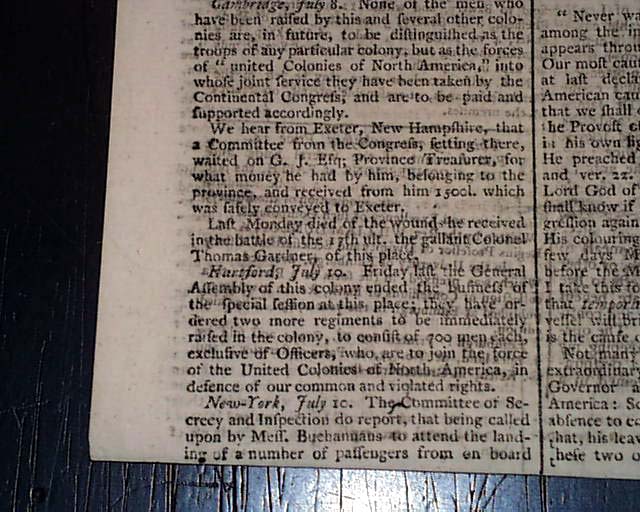 Cambridge, July 8. None of the men who
have been raiſed by this and ſeveral other colo-
nies are, in future, to be diſtinguiſhed as the
troops of any particular colony, but as the forces
of " united Colonies of North America," into
whoſe joint ſervice they have been taken by the
Continental Congreſs, and are to be paid and
ſupported accordingly.
We hear from Exeter, New Hampſhire, that
a Committee from the Congreſs, ſetting there,
waited on G. J. Eſq; Province Treaſurer, for
what money he had by him, belonging to the
province, and received from him 1500l. which
was ſafely conveyed to Exeter.
Laſt Monday died of the wound he received
in the battle of the 17th ult. the gallant Colonel
Thomas Gardner, of this place.
Hartford, July 10. Friday laſt the General
Aſſembly of this colony ended the buſineſs of
the ſpecial ſeſſion at this place; they have or-
dered two more regiments to be immediately
raiſed in the colony, to conſiſt of 700 men each,
excluſive of Officers, who are to join the force
of the United Colonies of North America, in
defence of our common and violated rights.
New-York, July 10. The Committee of Se-
crecy and Inſpection do report, that being called
upon by Meſſ. Buchannans to attend the land-
ing of a number of paſſengers from on board
" Never wa
among the in
appears throu
Our moſt caut
at laſt decla
American cau
that we ſhall
he Provoſt
in his own
He preached
and ver. 22.
Lord God of
ſhall know if
greſſion again
His colouring
few days
before the M
I take this
that tempor
veſſel will bri
is the cauſe
Not many
extraordinary
Governor a
America: So
abſence to
that, his leav
theſe two